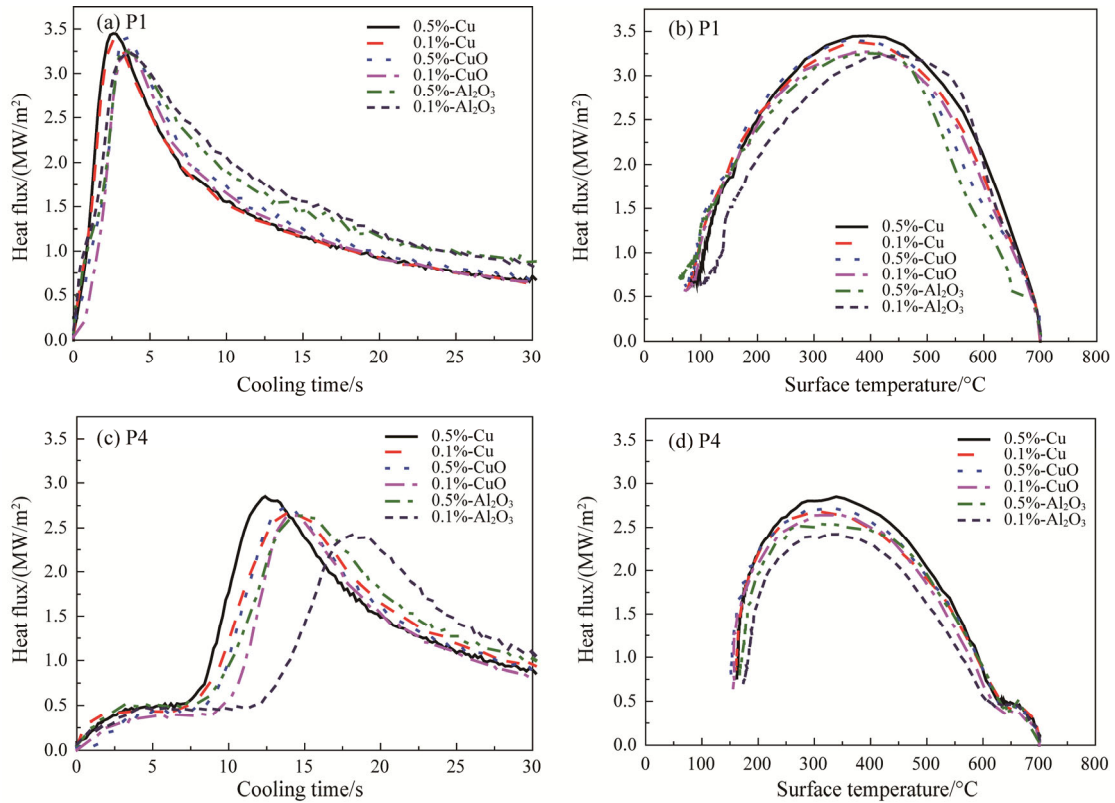 (a) P1
0.5%-Cu
0.1%-Cu
0.5%-CuO
0.1%-CuO
0.5%-Al₂O₃
0.1%-Al₂O₃
Heat flux/(MW/m²)
3.5
3.0
2.5
2.0
1.5
1.0
0.5
0.0
0 5 10 15 20 25 30
Cooling time/s
(b) P1
0.5%-Cu
0.1%-Cu
0.5%-CuO
0.1%-CuO
0.5%-Al₂O₃
0.1%-Al₂O₃
Heat flux/(MW/m²)
3.5
3.0
2.5
2.0
1.5
1.0
0.5
0.0
0 100 200 300 400 500 600 700 800
Surface temperature/°C
(c) P4
0.5%-Cu
0.1%-Cu
0.5%-CuO
0.1%-CuO
0.5%-Al₂O₃
0.1%-Al₂O₃
Heat flux/(MW/m²)
3.5
3.0
2.5
2.0
1.5
1.0
0.5
0.0
0 5 10 15 20 25 30
Cooling time/s
(d) P4
0.5%-Cu
0.1%-Cu
0.5%-CuO
0.1%-CuO
0.5%-Al₂O₃
0.1%-Al₂O₃
Heat flux/(MW/m²)
3.5
3.0
2.5
2.0
1.5
1.0
0.5
0.0
0 100 200 300 400 500 600 700 800
Surface temperature/°C